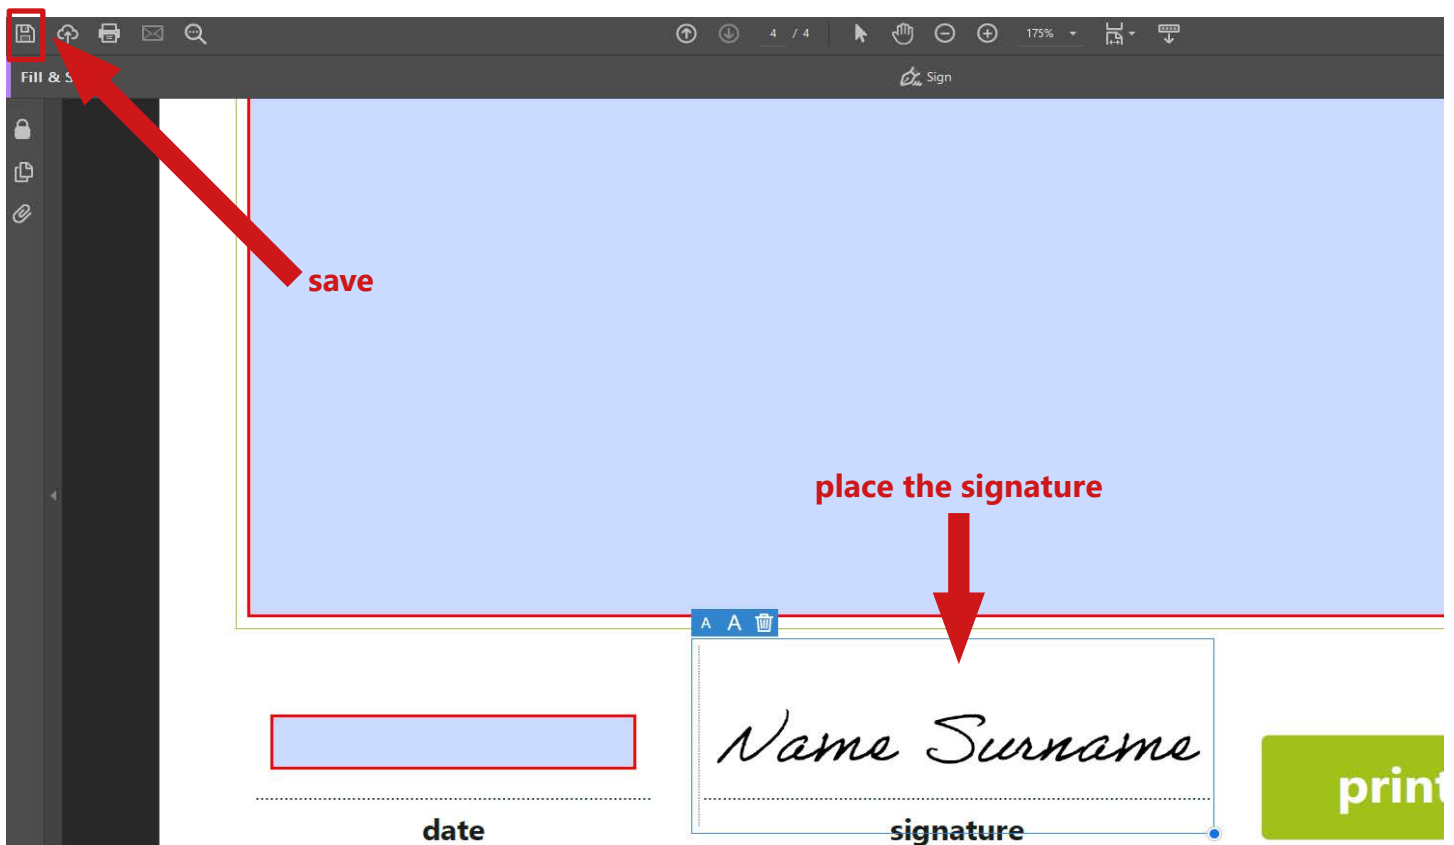 4 / 4
175%
Fill & S
Sign
save
place the signature
A A
Name Surname
print
date
signature